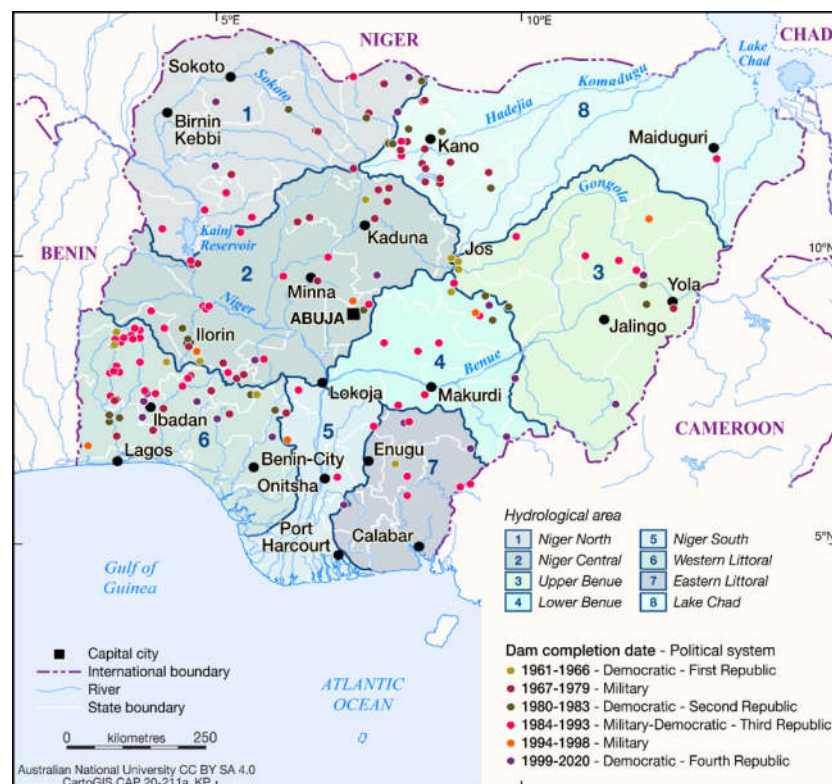 5°E
10°E
NIGER
CHAD
Lake
Chad
Sokoto
Sokoto
Komadugu
Hadejia
1
8
Birnin
Kebbi
Kano
Maiduguri
Gongola
Kainj
Reservoir
Kaduna
BENIN
Jos
10°N
2
3
Minna
Yola
Niger
ABUJA
Jalingo
Ilorin
4
Benue
Lokoja
Makurdi
Ibadan
5
CAMEROON
6
Enugu
Lagos
Benin-City
7
Onitsha
Port
Harcourt
Calabar
5°N
Gulf of
Guinea
Hydrological area
1 Niger North
2 Niger Central
3 Upper Benue
4 Lower Benue
5 Niger South
6 Western Littoral
7 Eastern Littoral
8 Lake Chad
Capital city
International boundary
River
State boundary
ATLANTIC
OCEAN
0 kilometres 250
Dam completion date - Political system
1961-1966 - Democratic - First Republic
1967-1979 - Military
1980-1983 - Democratic - Second Republic
1984-1993 - Military-Democratic - Third Republic
1994-1998 - Military
1999-2020 - Democratic - Fourth Republic
Australian National University CC BY SA 4.0
CartoGIS CAP 20-211a KP